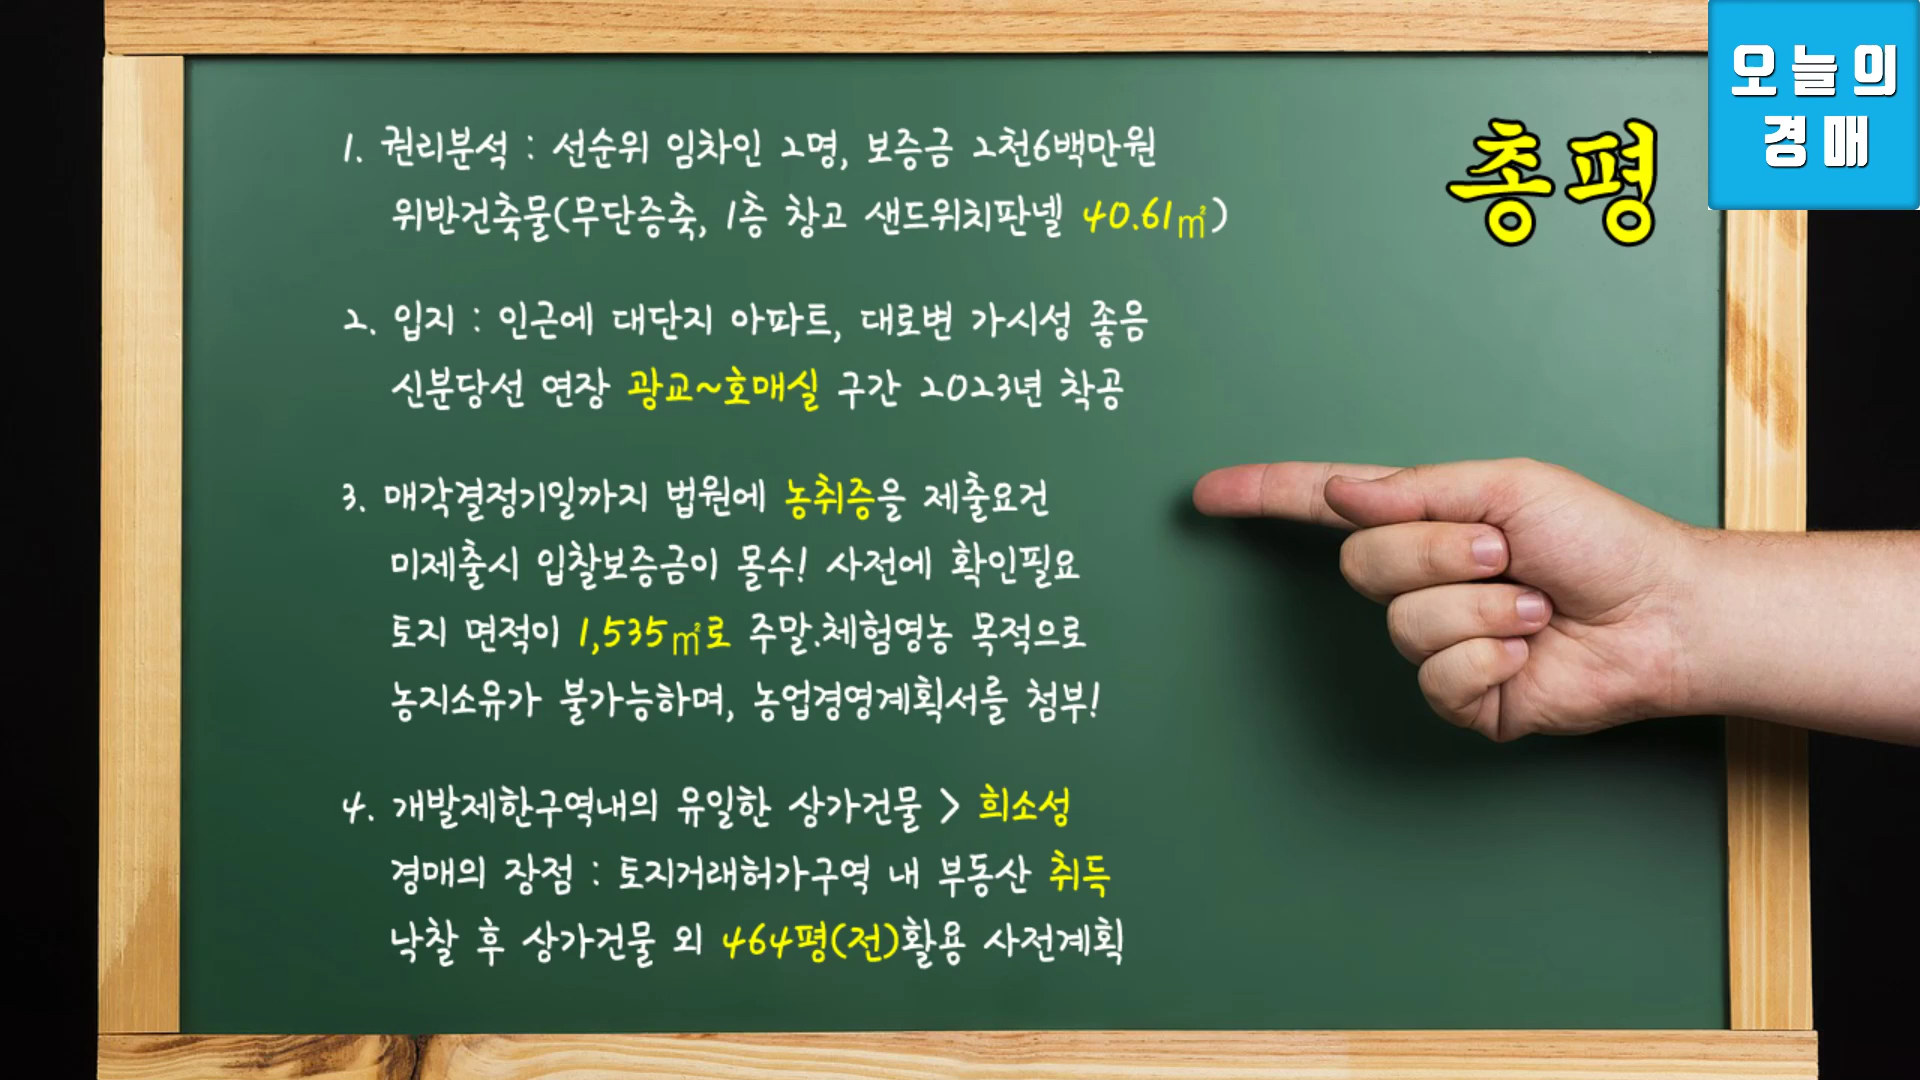 오늘의
경매
총평
1. 권리분석 : 선순위 임차인 2명, 보증금 2천6백만원
위반건축물(무단증축, 1층 창고 샌드위치판넬 40.61㎡)
2. 입지 : 인근에 대단지 아파트, 대로변 가시성 좋음
신분당선 연장 광교~호매실 구간 2023년 착공
3. 매각결정기일까지 법원에 농취증을 제출요건
미제출시 입찰보증금이 몰수! 사전에 확인필요
토지 면적이 1,535㎡로 주말.체험영농 목적으로
농지소유가 불가능하며, 농업경영계획서를 첨부!
4. 개발제한구역내의 유일한 상가건물 > 희소성
경매의 장점 : 토지거래허가구역 내 부동산 취득
낙찰 후 상가건물 외 464평(전)활용 사전계획